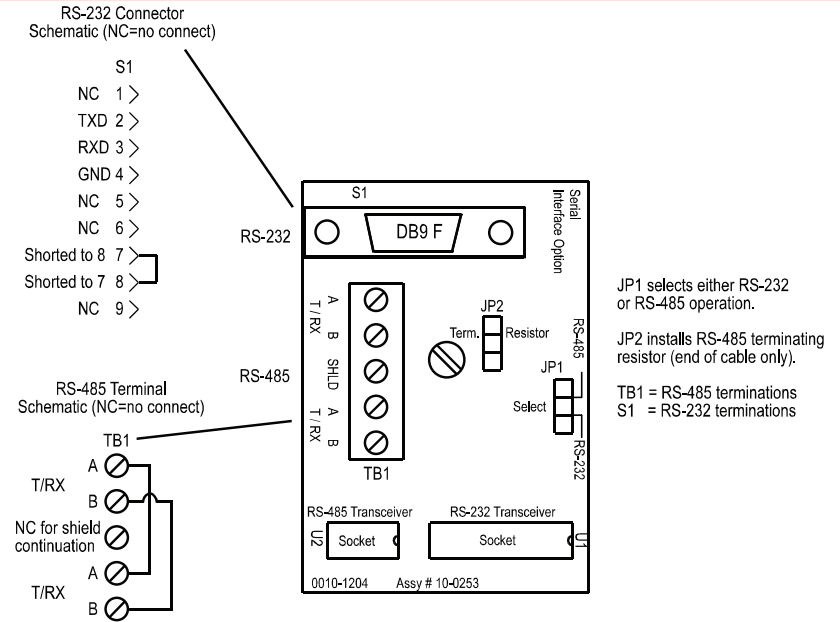 RS-232 Connector
Schematic (NC=no connect)
S1
NC 1
TXD 2
RXD 3
GND 4
NC 5
NC 6
Shorted to 8 7
Shorted to 7 8
NC 9
RS-485 Terminal
Schematic (NC=no connect)
TB1
A
T/RX
B
NC for shield
continuation
A
T/RX
B
S1
Serial
Interface Option
RS-232
DB9 F
RS-485
A
T/RX
B
SHLD
A
T/RX
B
TB1
JP2
Term.
Resistor
RS-485
JP1
Select
RS-232
RS-485 Transceiver
U2
Socket
RS-232 Transceiver
Socket
U1
0010-1204 Assy # 10-0253
JP1 selects either RS-232
or RS-485 operation.
JP2 installs RS-485 terminating
resistor (end of cable only).
TB1 = RS-485 terminations
S1 = RS-232 terminations